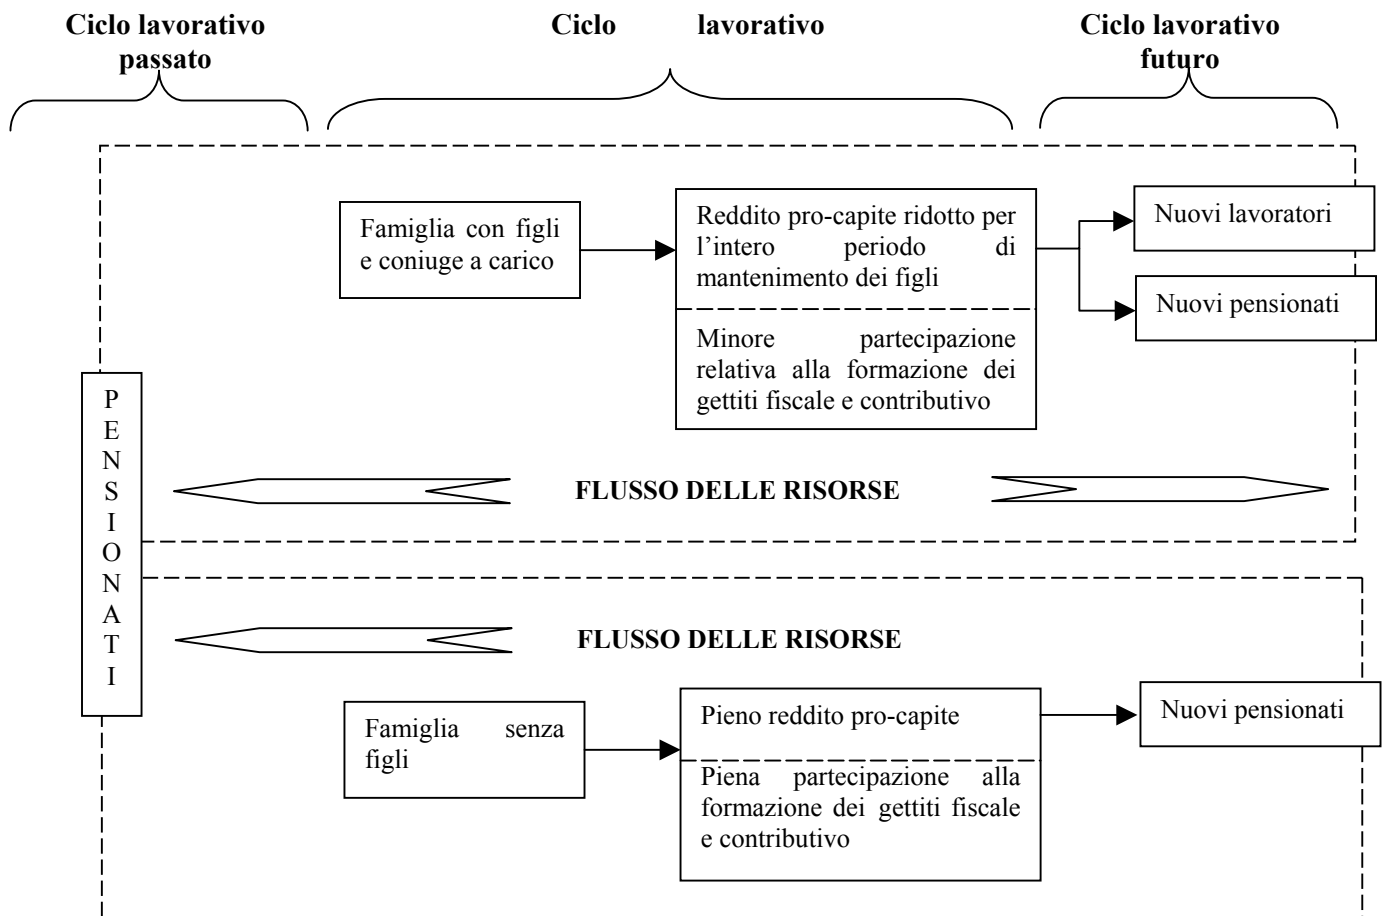 Ciclo lavorativo
passato
Ciclo lavorativo
Ciclo lavorativo
futuro
Famiglia con figli
e coniuge a carico
Reddito pro-capite ridotto per
l’intero periodo di
mantenimento dei figli
Minore partecipazione
relativa alla formazione dei
gettiti fiscale e contributivo
Nuovi lavoratori
Nuovi pensionati
P
E
N
S
I
O
N
A
T
I
FLUSSO DELLE RISORSE
FLUSSO DELLE RISORSE
Famiglia senza
figli
Pieno reddito pro-capite
Piena partecipazione alla
formazione dei gettiti fiscale
e contributivo
Nuovi pensionati